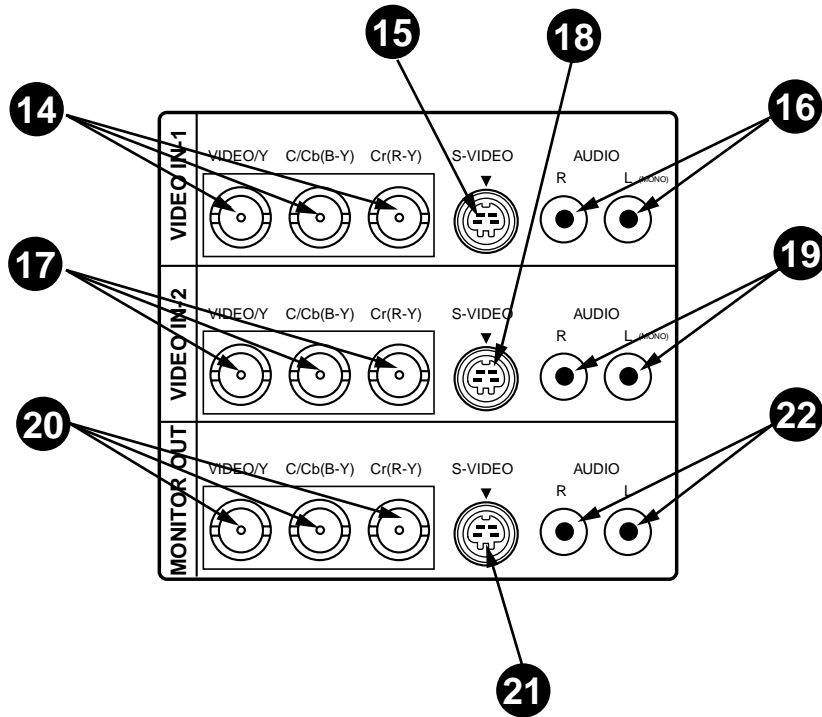 15
18
14
16
VIDEO IN-1
VIDEO/Y C/Cb(B-Y) Cr(R-Y) S-VIDEO AUDIO
R L (MONO)
17
19
VIDEO IN-2
VIDEO/Y C/Cb(B-Y) Cr(R-Y) S-VIDEO AUDIO
R L (MONO)
20
22
MONITOR OUT
VIDEO/Y C/Cb(B-Y) Cr(R-Y) S-VIDEO AUDIO
R L
21